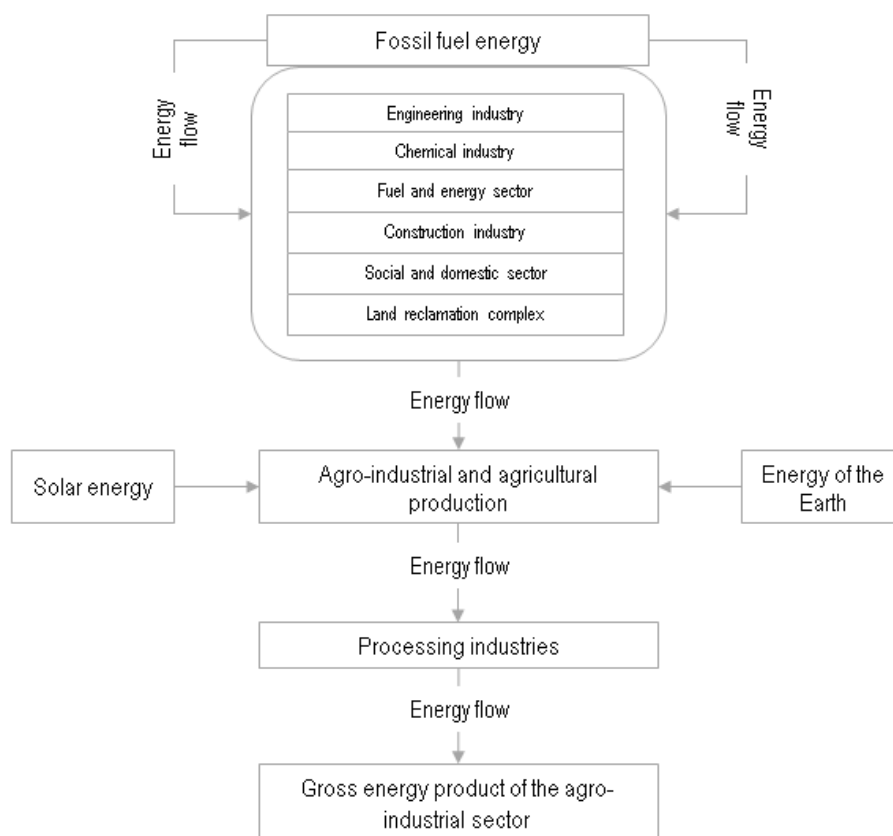 Fossil fuel energy
Energy
flow
Energy
flow
Engineering industry
Chemical industry
Fuel and energy sector
Construction industry
Social and domestic sector
Land reclamation complex
Energy flow
Solar energy
Agro-industrial and agricultural
production
Energy of the
Earth
Energy flow
Processing industries
Energy flow
Gross energy product of the agro-
industrial sector